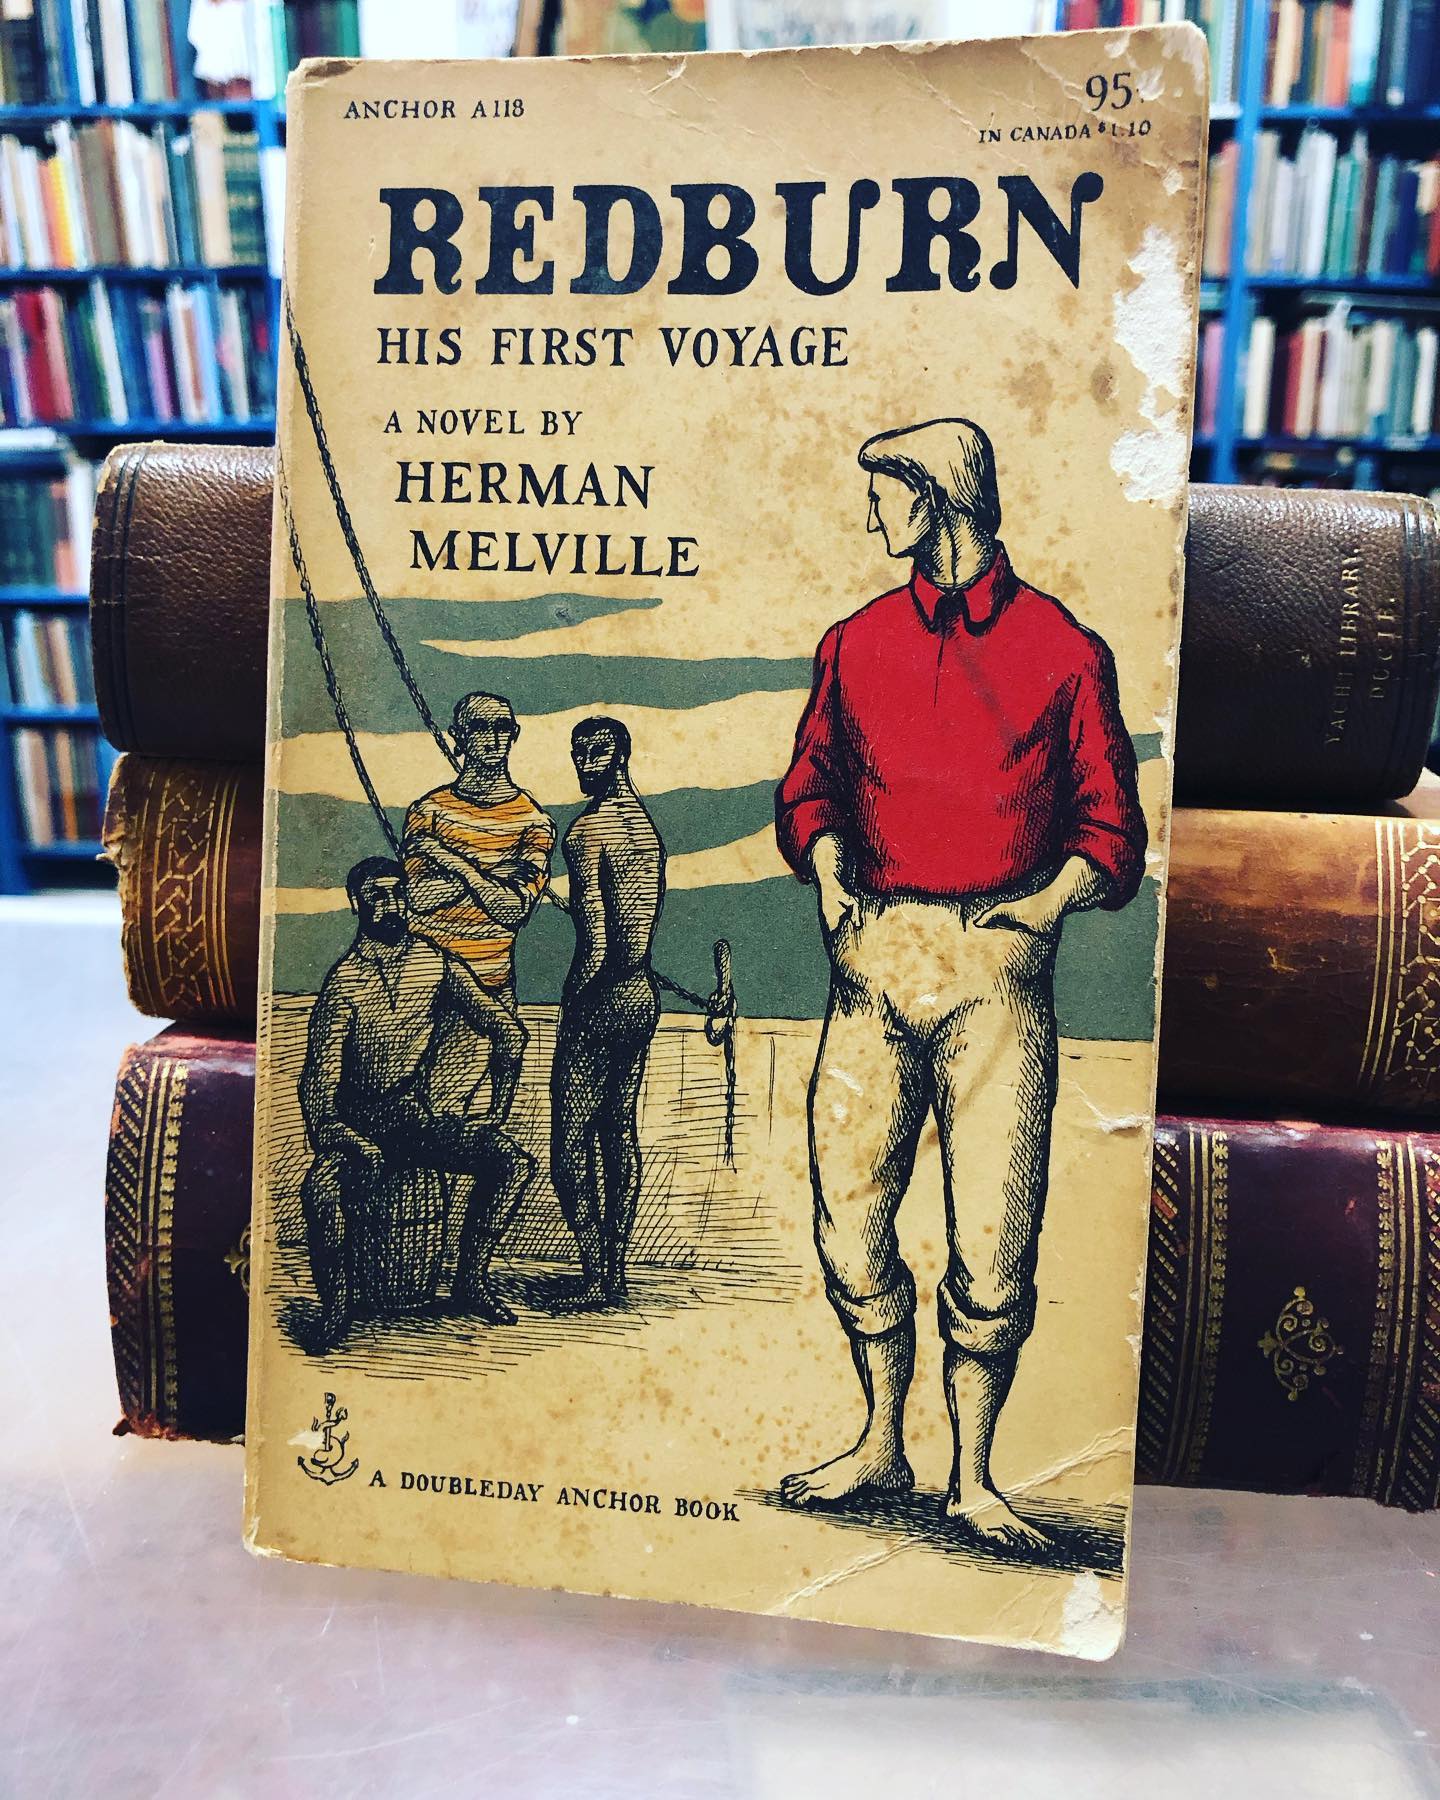 ANCHOR A118
95¢
IN CANADA $1.10
REDBURN
HIS FIRST VOYAGE
A NOVEL BY
HERMAN
MELVILLE
A DOUBLEDAY ANCHOR BOOK
YACHT LIBRARY.
DUCIE.